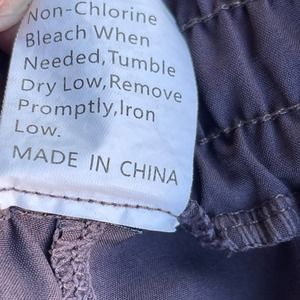 Non-Chlorine
Bleach When
Needed,Tumble
Dry Low,Remove
Promptly,Iron
Low.
MADE IN CHINA